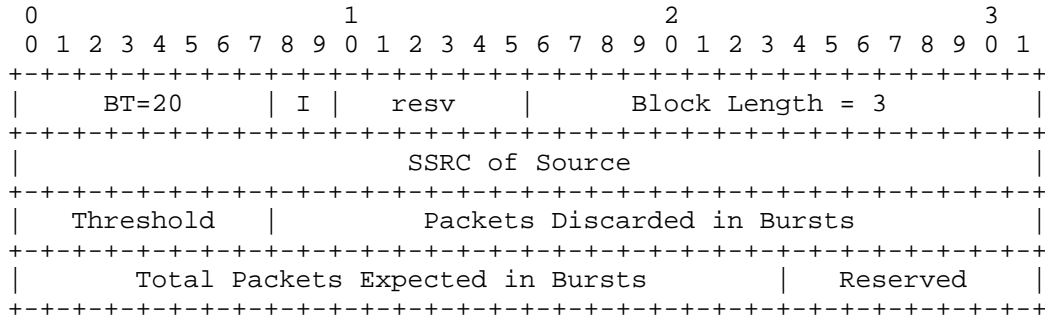 0                   1                   2                   3
 0 1 2 3 4 5 6 7 8 9 0 1 2 3 4 5 6 7 8 9 0 1 2 3 4 5 6 7 8 9 0 1
+-+-+-+-+-+-+-+-+-+-+-+-+-+-+-+-+-+-+-+-+-+-+-+-+-+-+-+-+-+-+-+-+
|     BT=20     | I |   resv    |      Block Length = 3         |
+-+-+-+-+-+-+-+-+-+-+-+-+-+-+-+-+-+-+-+-+-+-+-+-+-+-+-+-+-+-+-+-+
|                        SSRC of Source                         |
+-+-+-+-+-+-+-+-+-+-+-+-+-+-+-+-+-+-+-+-+-+-+-+-+-+-+-+-+-+-+-+-+
|   Threshold   |         Packets Discarded in Bursts           |
+-+-+-+-+-+-+-+-+-+-+-+-+-+-+-+-+-+-+-+-+-+-+-+-+-+-+-+-+-+-+-+-+
|       Total Packets Expected in Bursts        |   Reserved    |
+-+-+-+-+-+-+-+-+-+-+-+-+-+-+-+-+-+-+-+-+-+-+-+-+-+-+-+-+-+-+-+-+